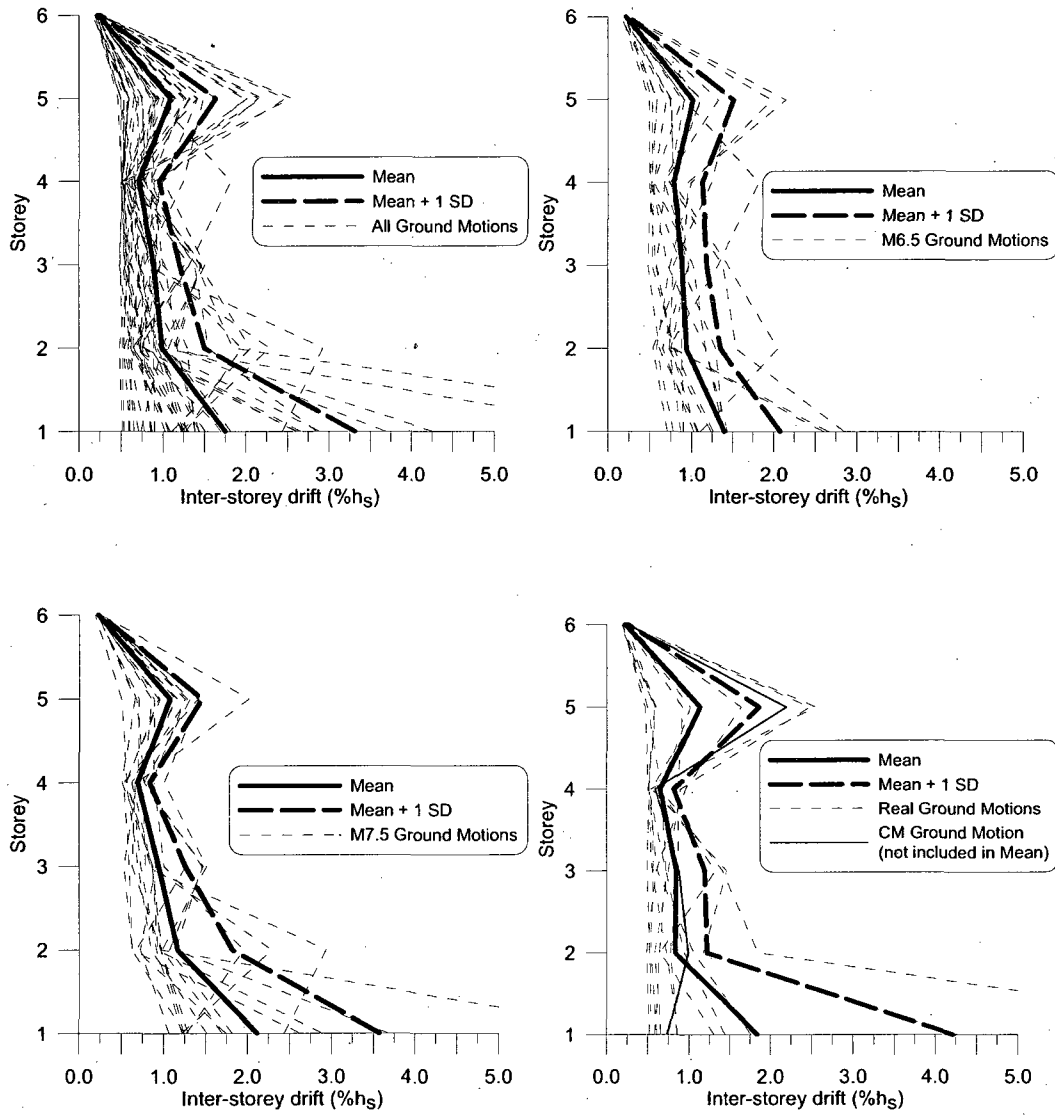 6
5
4
3
2
1
Storey
Mean
Mean + 1 SD
All Ground Motions
0.0 1.0 2.0 3.0 4.0 5.0
Inter-storey drift (%hS)
6
5
4
3
2
1
Storey
Mean
Mean + 1 SD
M6.5 Ground Motions
0.0 1.0 2.0 3.0 4.0 5.0
Inter-storey drift (%hS)
6
5
4
3
2
1
Storey
Mean
Mean + 1 SD
M7.5 Ground Motions
0.0 1.0 2.0 3.0 4.0 5.0
Inter-storey drift (%hS)
6
5
4
3
2
1
Storey
Mean
Mean + 1 SD
Real Ground Motions
CM Ground Motion
(not included in Mean)
0.0 1.0 2.0 3.0 4.0 5.0
Inter-storey drift (%hS)